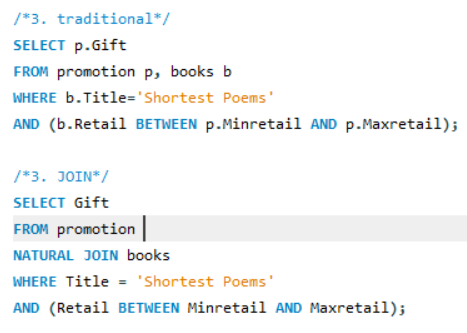 /*3. traditional*/
SELECT p.Gift
FROM promotion p, books b
WHERE b.Title='Shortest Poems'
AND (b.Retail BETWEEN p.Minretail AND p.Maxretail);
/*3. JOIN*/
SELECT Gift
FROM promotion
NATURAL JOIN books
WHERE Title = 'Shortest Poems'
AND (Retail BETWEEN Minretail AND Maxretail);